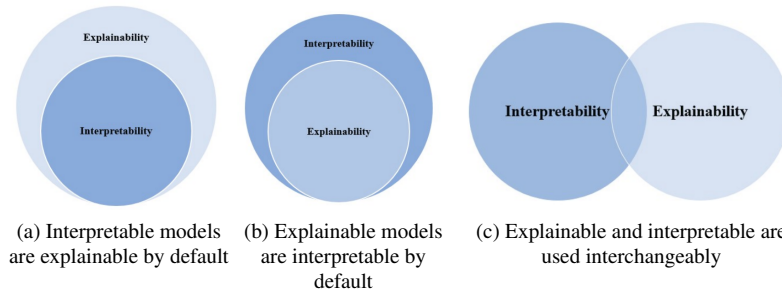 Explainability
Interpretability
(a) Interpretable models
are explainable by default
Interpretability
Explainability
(b) Explainable models
are interpretable by
default
Interpretability
Explainability
(c) Explainable and interpretable are
used interchangeably